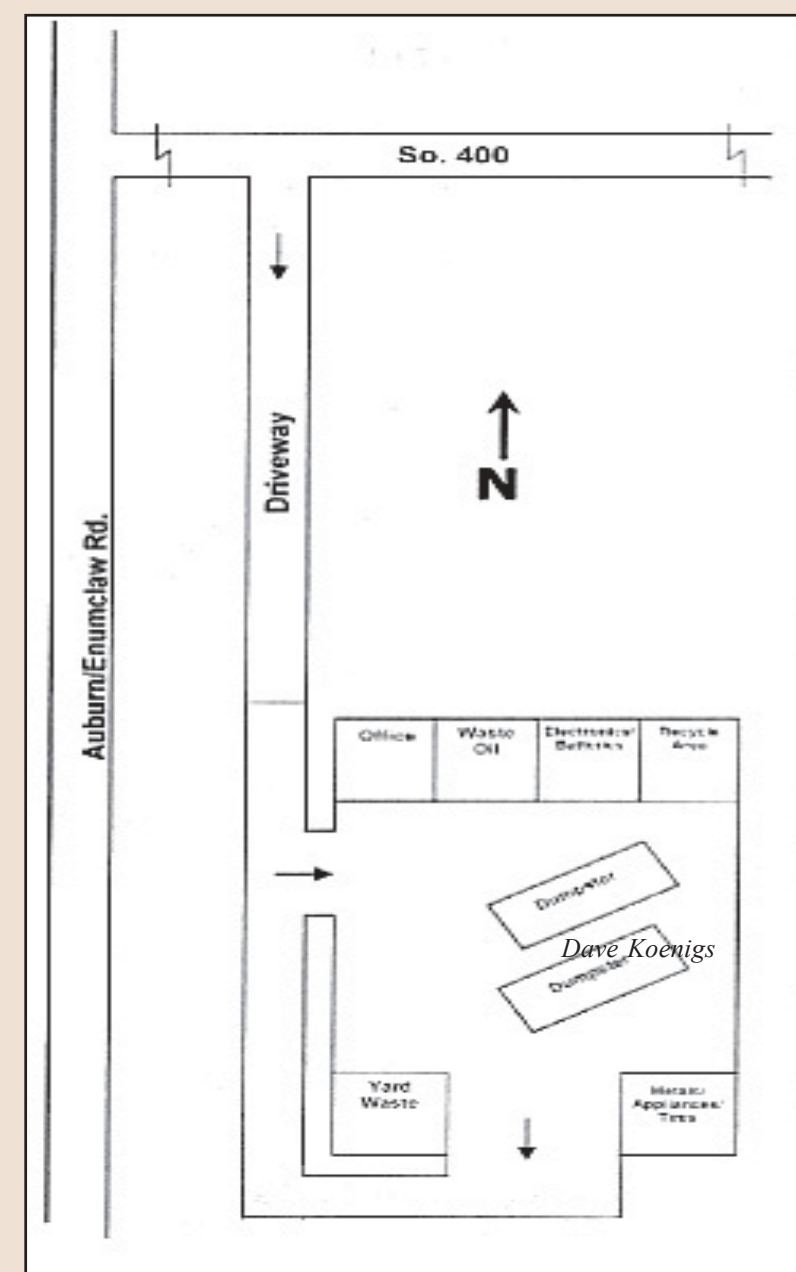 So. 400
Driveway
N
Auburn/Enumclaw Rd.
Office
Waste
Oil
Electronics/
Batteries
Recycle
Area
Dumpster
Dave Koenigs
Dumpster
Yard
Waste
Metals/
Appliances/
Tires